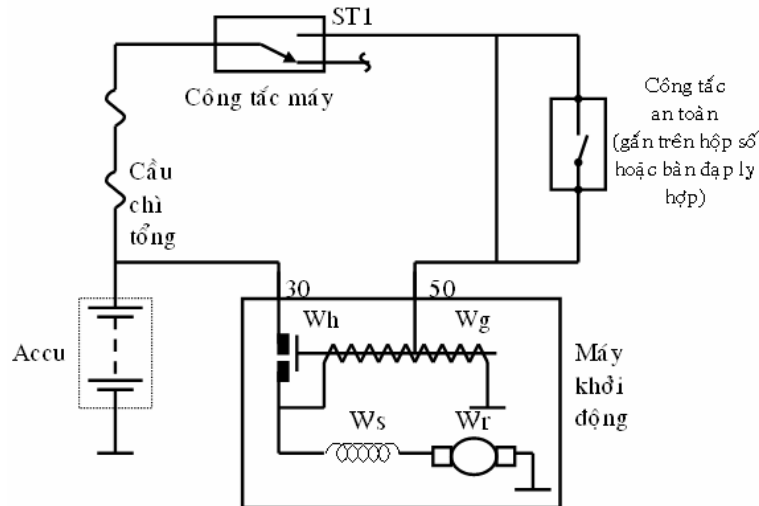 ST1
Công tắc máy
Công tắc
an toàn
(gắn trên hộp số
hoặc bàn đạp ly
hợp)
Cầu
chì
tổng
30
50
Wh
Wg
Accu
Máy
khởi
động
Ws
Wr